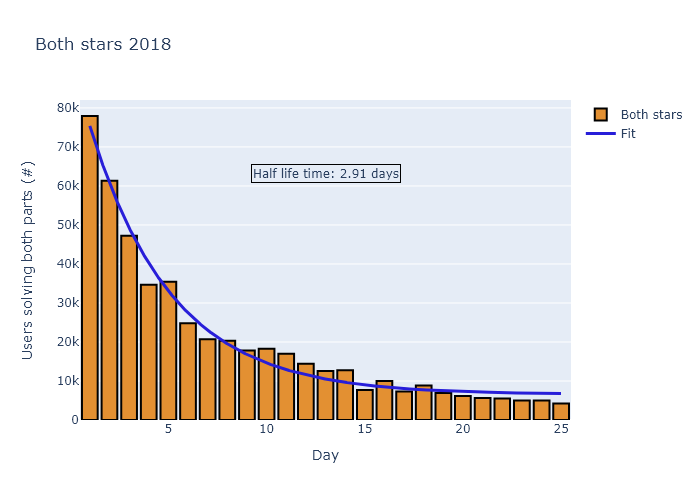 Both stars 2018
80k
70k
60k
50k
40k
30k
20k
10k
0
Users solving both parts (#)
Half life time: 2.91 days
5
10
15
20
25
Day
Both stars
Fit